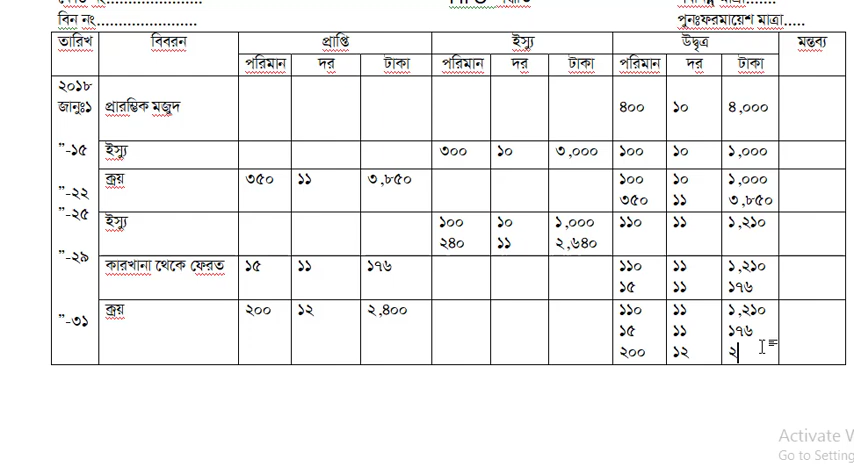 বিন নং........................ পুনঃফরমায়েশ মাত্রা.....
তারিখ বিবরন প্রাপ্তি ইস্যু উদ্বৃত্ত মন্তব্য
পরিমান দর টাকা পরিমান দর টাকা পরিমান দর টাকা
২০১৮
জানুঃ১ প্রারম্ভিক মজুদ ৪০০ ১০ ৪,০০০
”-১৫ ইস্যু ৩০০ ১০ ৩,০০০ ১০০ ১০ ১,০০০
”-২২ ক্রয় ৩৫০ ১১ ৩,৮৫০ ১০০ ১০ ১,০০০
৩৫০ ১১ ৩,৮৫০
”-২৫ ইস্যু ১০০ ১০ ১,০০০ ১১০ ১১ ১,২১০
২৪০ ১১ ২,৬৪০
”-২৯ কারখানা থেকে ফেরত ১৫ ১১ ১৭৬ ১১০ ১১ ১,২১০
১৫ ১১ ১৭৬
”-৩১ ক্রয় ২০০ ১২ ২,৪০০ ১১০ ১১ ১,২১০
১৫ ১১ ১৭৬
২০০ ১২ ২
Activate
Go to Setting